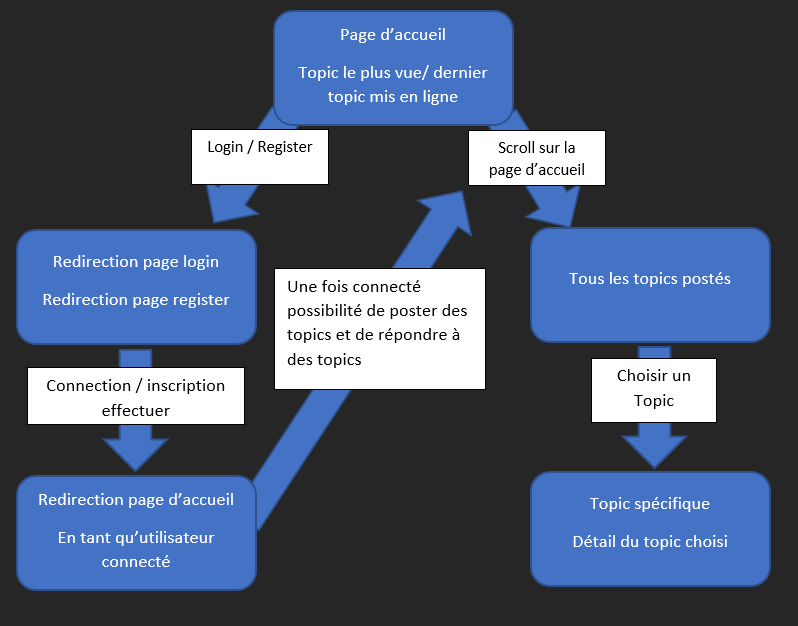 Page d’accueil
Topic le plus vue/ dernier
topic mis en ligne
Login / Register
Scroll sur la
page d’accueil
Redirection page login
Redirection page register
Tous les topics postés
Une fois connecté
possibilité de poster des
topics et de répondre à
des topics
Connection / inscription
effectuer
Choisir un
Topic
Redirection page d’accueil
En tant qu’utilisateur
connecté
Topic spécifique
Détail du topic choisi